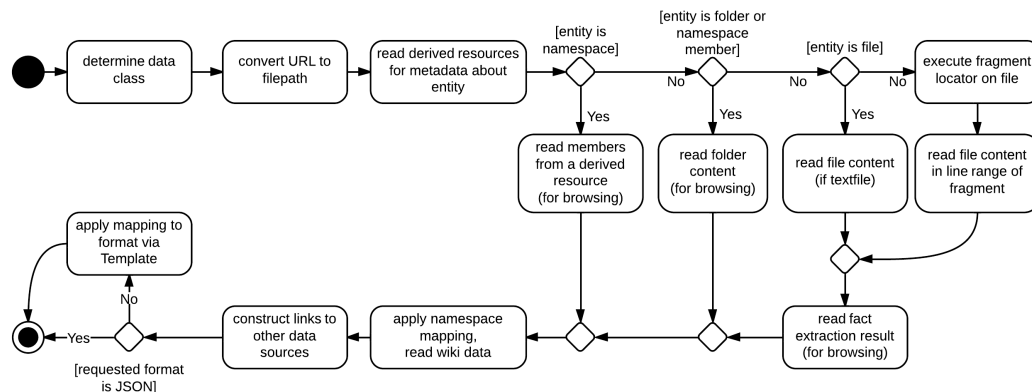 [entity is
namespace]
[entity is folder or
namespace
member]
[entity is file]
determine data
class
convert URL to
filepath
read derived resources
for metadata about
entity
execute fragment
locator on file
No
No
No
Yes
Yes
Yes
read members
from a derived
resource
(for browsing)
read folder
content
(for browsing)
read file content
(if textfile)
read file content
in line range of
fragment
apply mapping to
format via
Template
No
Yes
construct links to
other data
sources
apply namespace
mapping,
read wiki data
read fact
extraction result
(for browsing)
[requested format
is JSON]